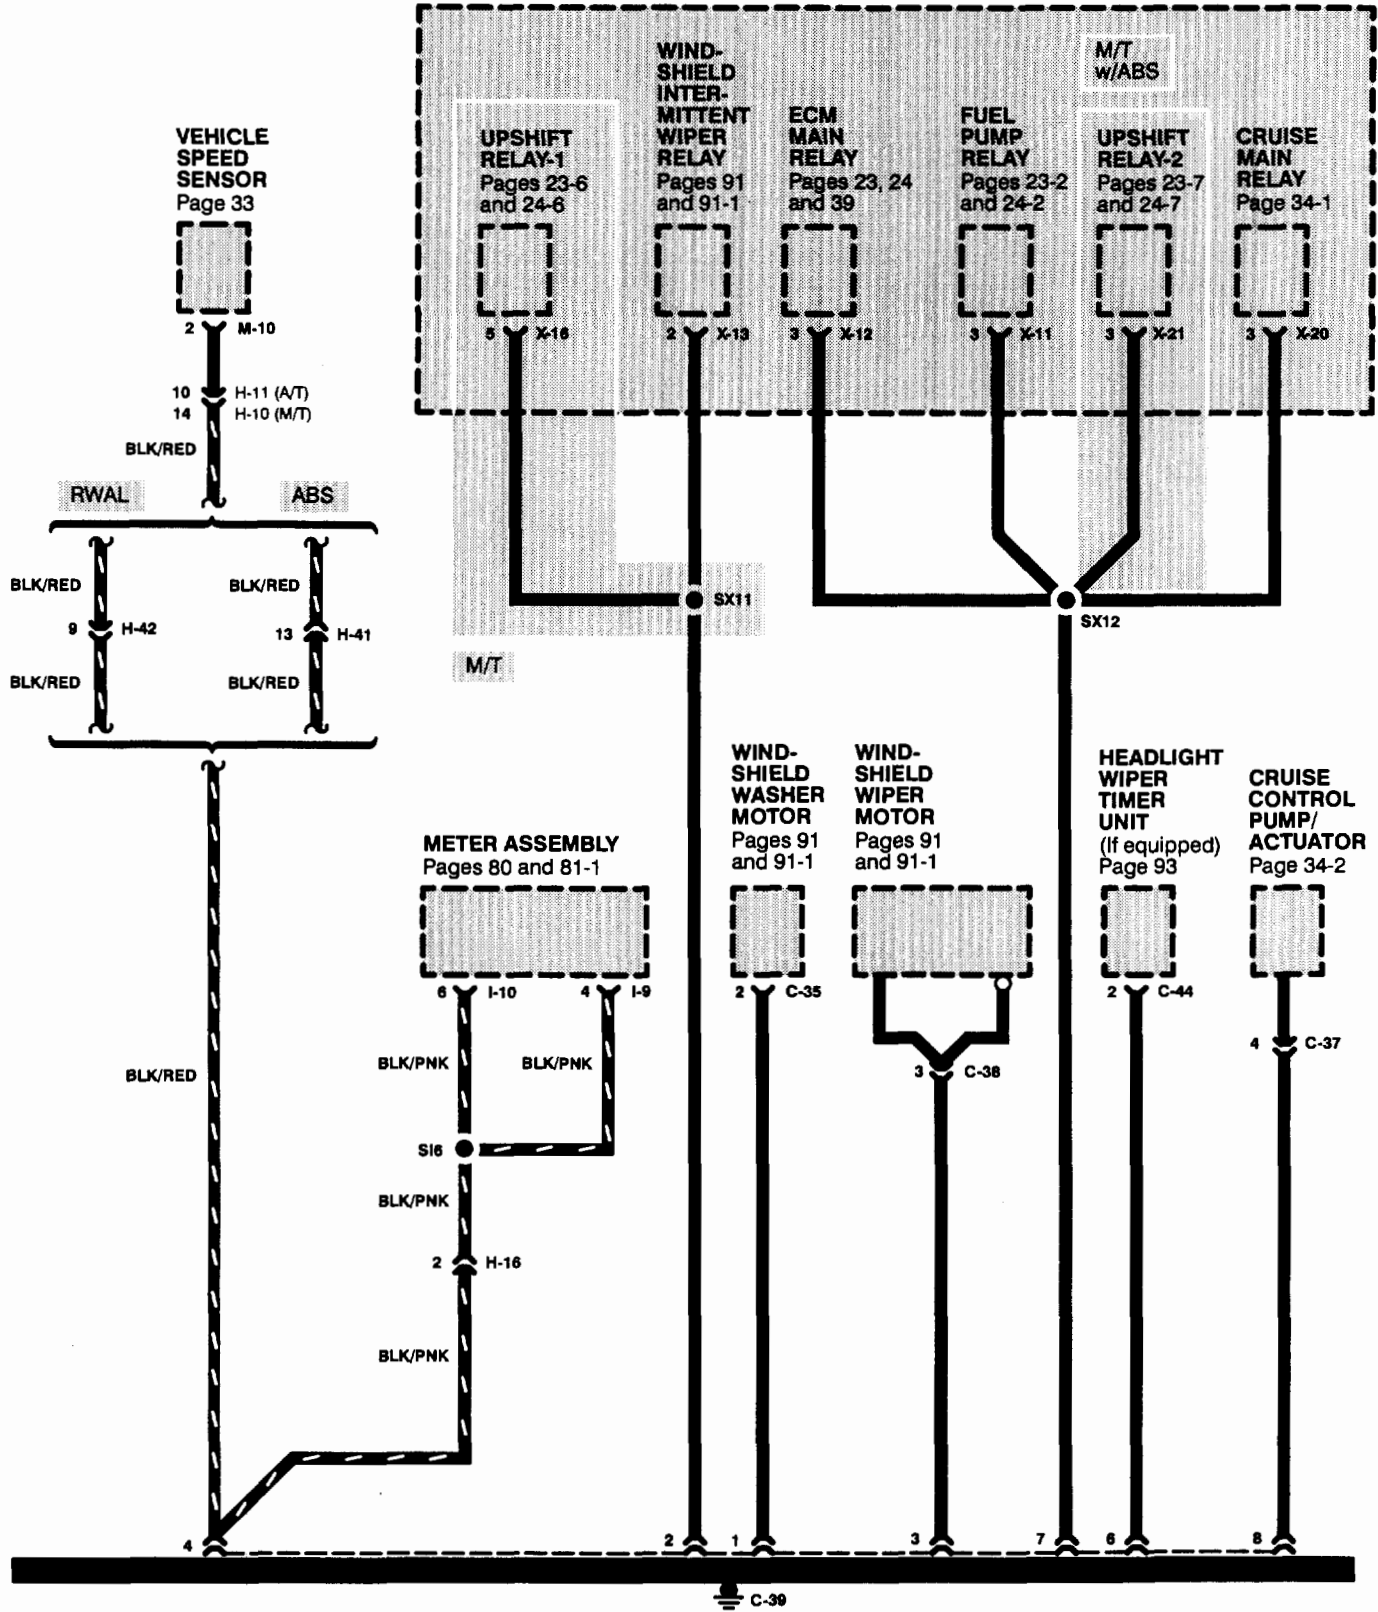 VEHICLE
SPEED
SENSOR
Page 33
2 M-10
10 H-11 (A/T)
14 H-10 (M/T)
BLK/RED
RWAL
ABS
BLK/RED
BLK/RED
9 H-42
13 H-41
BLK/RED
BLK/RED
BLK/RED
UPSHIFT
RELAY-1
Pages 23-6
and 24-6
5 X-16
WIND-
SHIELD
INTER-
MITTENT
WIPER
RELAY
Pages 91
and 91-1
2 X-13
ECM
MAIN
RELAY
Pages 23, 24
and 39
3 X-12
FUEL
PUMP
RELAY
Pages 23-2
and 24-2
3 X-11
M/T
w/ABS
UPSHIFT
RELAY-2
Pages 23-7
and 24-7
3 X-21
CRUISE
MAIN
RELAY
Page 34-1
3 X-20
SX11
SX12
M/T
METER ASSEMBLY
Pages 80 and 81-1
6 I-10
4 I-9
BLK/PNK
BLK/PNK
SI6
BLK/PNK
2 H-16
BLK/PNK
WIND-
SHIELD
WASHER
MOTOR
Pages 91
and 91-1
2 C-35
WIND-
SHIELD
WIPER
MOTOR
Pages 91
and 91-1
3 C-38
HEADLIGHT
WIPER
TIMER
UNIT
(If equipped)
Page 93
2 C-44
CRUISE
CONTROL
PUMP/
ACTUATOR
Page 34-2
4 C-37
4 2 1 3 7 6 8
C-39